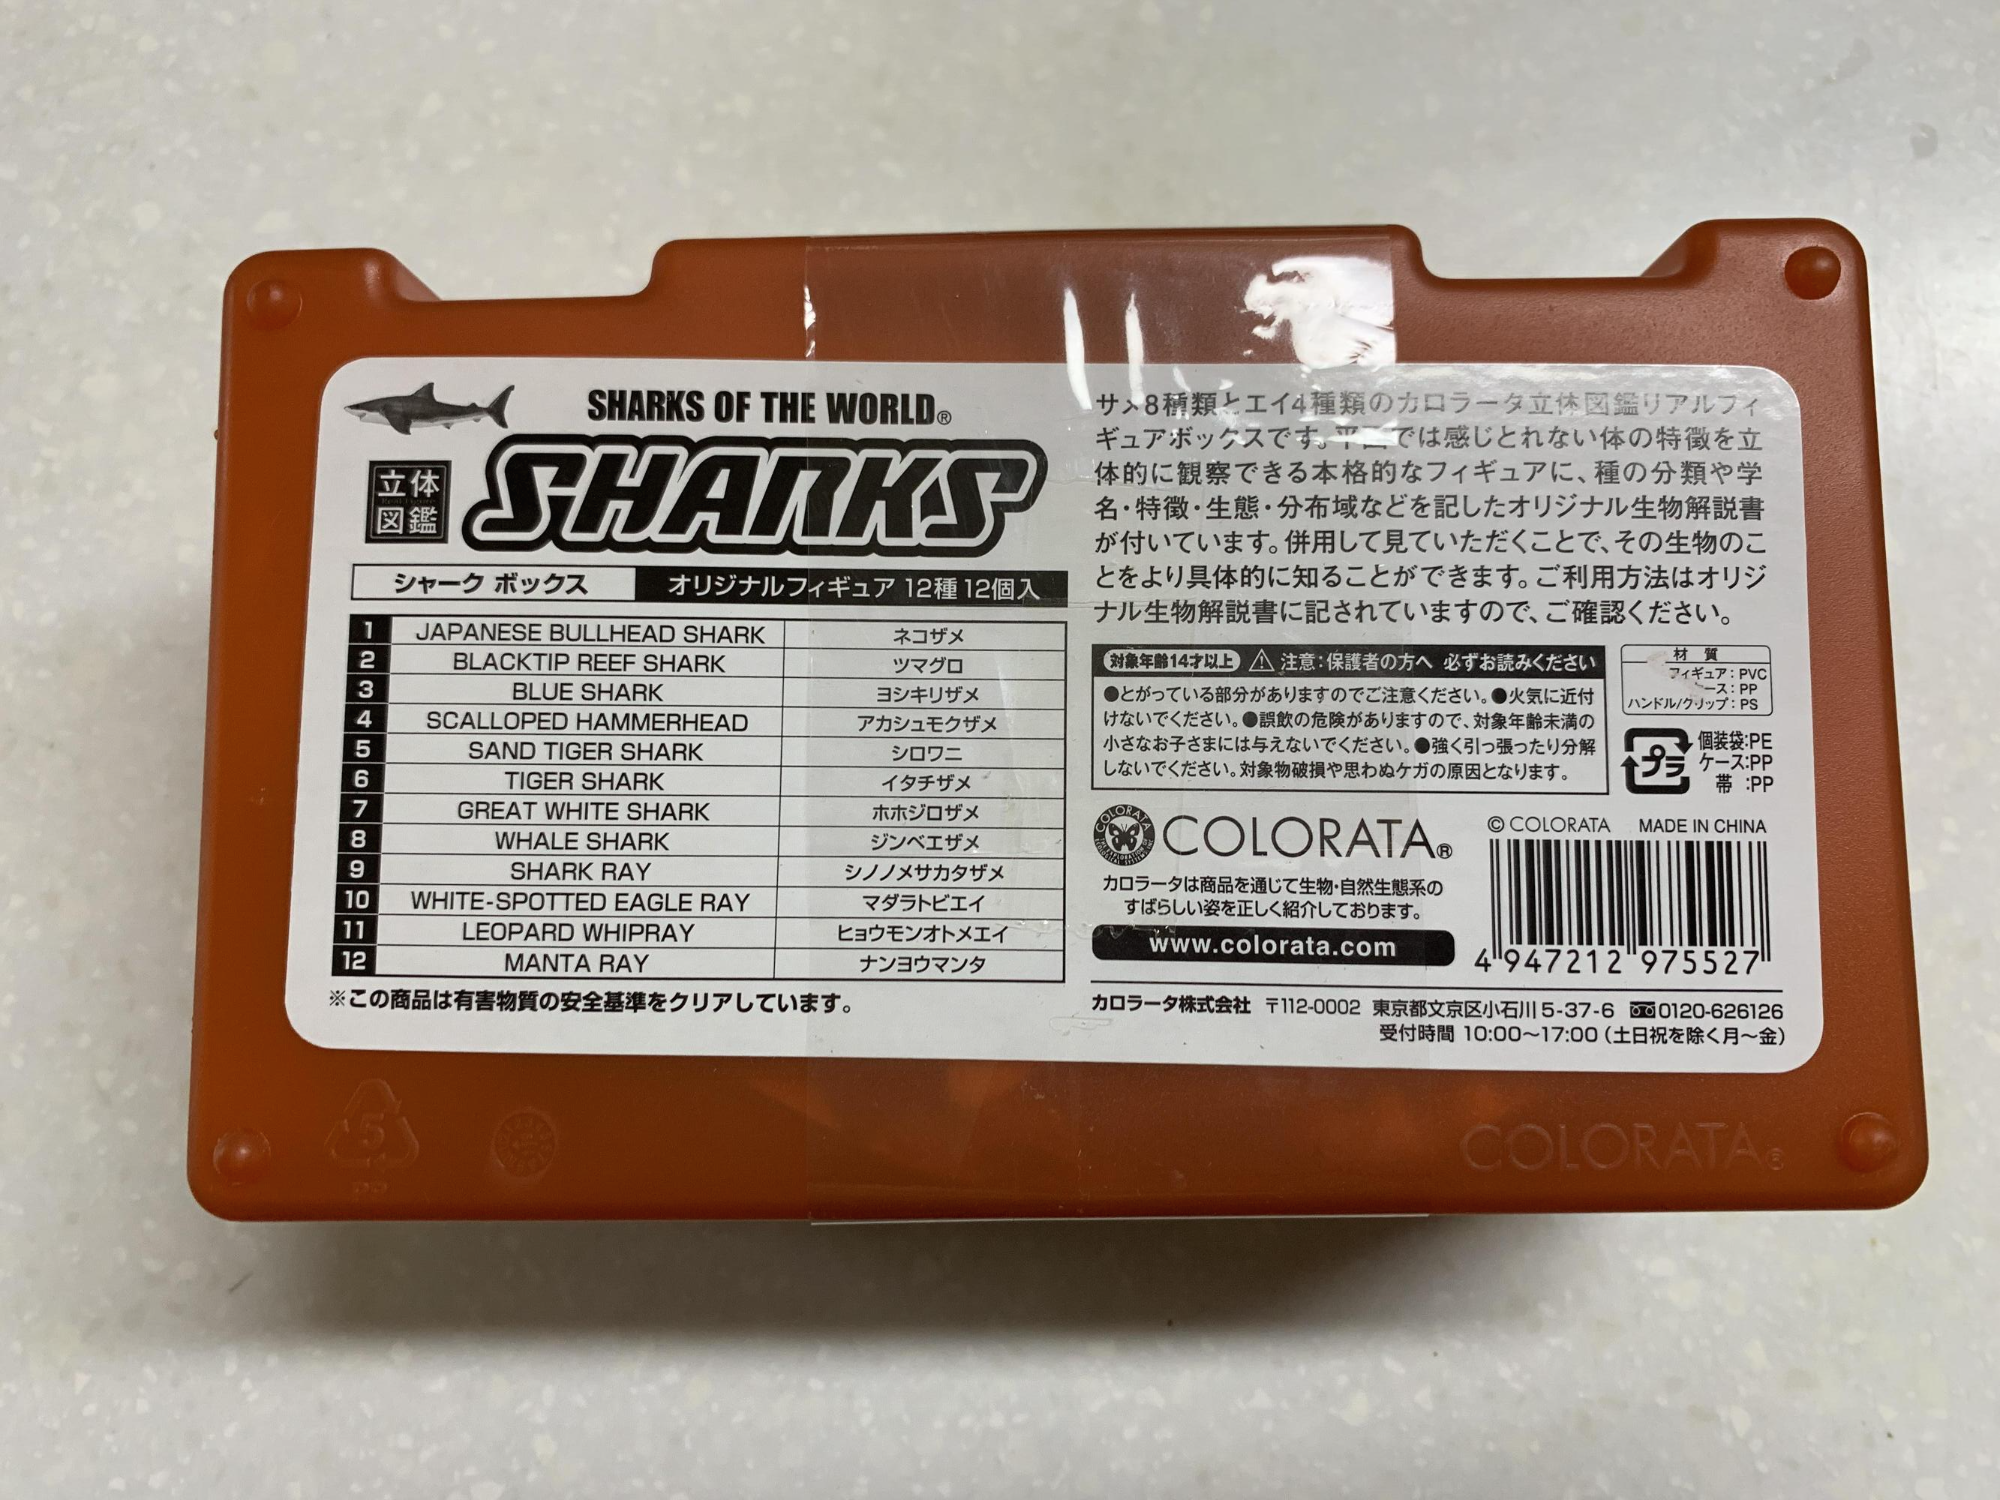 SHARKS OF THE WORLD®
立体
図鑑
SHARKS
シャーク ボックス オリジナルフィギュア 12種 12個入
1 JAPANESE BULLHEAD SHARK ネコザメ
2 BLACKTIP REEF SHARK ツマグロ
3 BLUE SHARK ヨシキリザメ
4 SCALLOPED HAMMERHEAD アカシュモクザメ
5 SAND TIGER SHARK シロワニ
6 TIGER SHARK イタチザメ
7 GREAT WHITE SHARK ホホジロザメ
8 WHALE SHARK ジンベエザメ
9 SHARK RAY シノノメサカタザメ
10 WHITE-SPOTTED EAGLE RAY マダラトビエイ
11 LEOPARD WHIPRAY ヒョウモンオトメエイ
12 MANTA RAY ナンヨウマンタ
※この商品は有害物質の安全基準をクリアしています。
サメ8種類とエイ4種類のカロラータ立体図鑑リアルフィ
ギュアボックスです。平面では感じとれない体の特徴を立
体的に観察できる本格的なフィギュアに、種の分類や学
名・特徴・生態・分布域などを記したオリジナル生物解説書
が付いています。併用して見ていただくことで、その生物のこ
とをより具体的に知ることができます。ご利用方法はオリジ
ナル生物解説書に記されていますので、ご確認ください。
対象年齢14才以上 ⚠ 注意:保護者の方へ 必ずお読みください
●とがっている部分がありますのでご注意ください。●火気に近付
けないでください。●誤飲の危険がありますので、対象年齢未満の
小さなお子さまには与えないでください。●強く引っ張ったり分解
しないでください。対象物破損や思わぬケガの原因となります。
材 質
フィギュア:PVC
ケース:PP
ハンドル/クリップ:PS
プラ
個装袋:PE
ケース:PP
帯 :PP
COLORATA®
カロラータは商品を通じて生物・自然生態系の
すばらしい姿を正しく紹介しております。
www.colorata.com
© COLORATA MADE IN CHINA
4 947212 975527
カロラータ株式会社 〒112-0002 東京都文京区小石川5-37-6 0120-626126
受付時間 10:00〜17:00 (土日祝を除く月〜金)
5
PP
COLORATA®